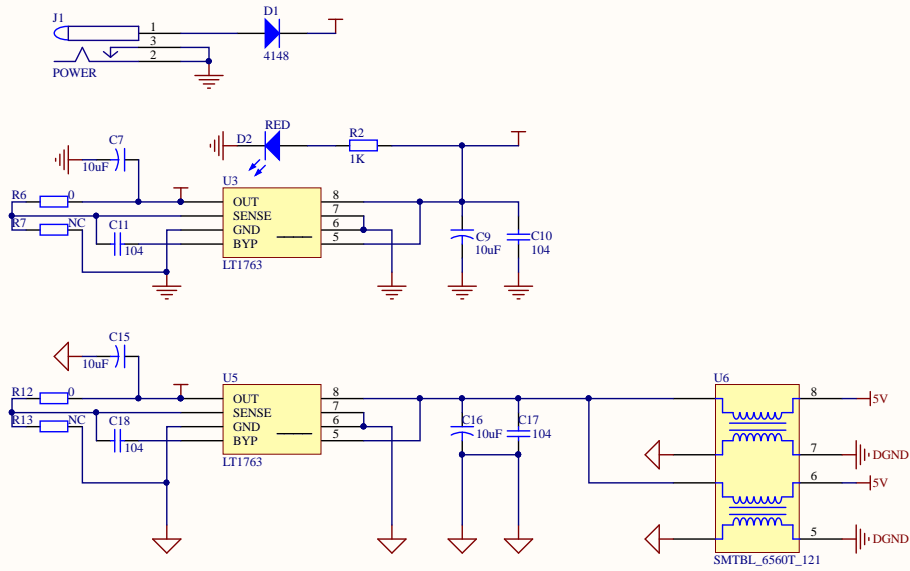 J1
1
3
2
POWER
D1
4148
C7
10uF
D2
RED
R2
1K
R6
0
R7
NC
C11
104
U3
OUT
SENSE
GND
BYP
8
7
6
5
LT1763
C9
10uF
C10
104
C15
10uF
R12
0
R13
NC
C18
104
U5
OUT
SENSE
GND
BYP
8
7
6
5
LT1763
C16
10uF
C17
104
U6
8
5V
7
DGND
6
5V
5
DGND
SMTBL_6560T_121